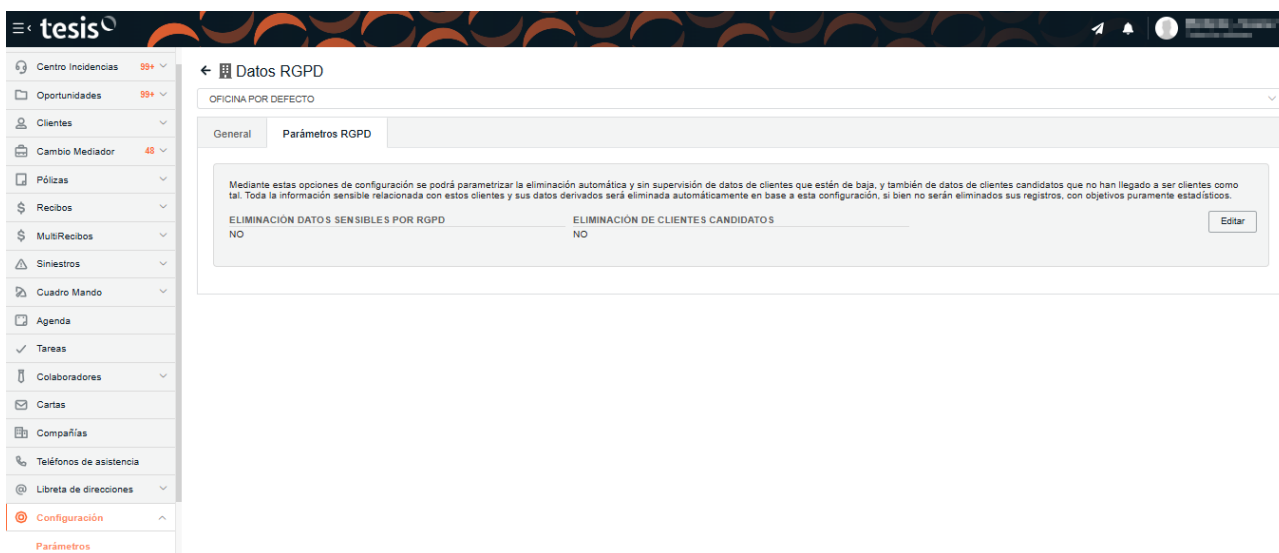 tesis
Centro Incidencias 99+
Oportunidades 99+
Clientes
Cambio Mediador 48
Pólizas
Recibos
MultiRecibos
Siniestros
Cuadro Mando
Agenda
Tareas
Colaboradores
Cartas
Compañías
Teléfonos de asistencia
Libreta de direcciones
Configuración
Parámetros
Datos RGPD
OFICINA POR DEFECTO
General Parámetros RGPD
Mediante estas opciones de configuración se podrá parametrizar la eliminación automática y sin supervisión de datos de clientes que estén de baja, y también de datos de clientes candidatos que no han llegado a ser clientes como
tal. Toda la información sensible relacionada con estos clientes y sus datos derivados será eliminada automáticamente en base a esta configuración, si bien no serán eliminados sus registros, con objetivos puramente estadísticos.
ELIMINACIÓN DATOS SENSIBLES POR RGPD ELIMINACIÓN DE CLIENTES CANDIDATOS Editar
NO NO